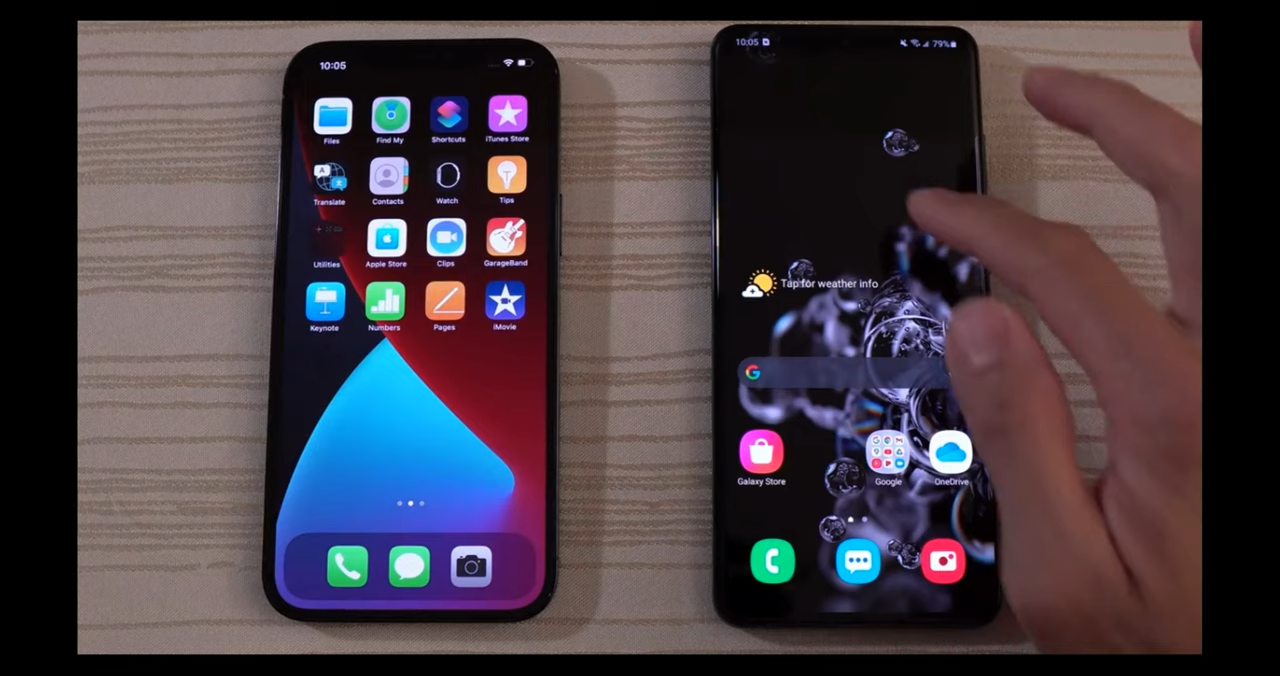 10:05
Files Find My Shortcuts iTunes Store
Translate Contacts Watch Tips
Utilities Apple Store Clips GarageBand
Keynote Numbers Pages iMovie
10:05 79%
Tap for weather info
G
Galaxy Store Google OneDrive